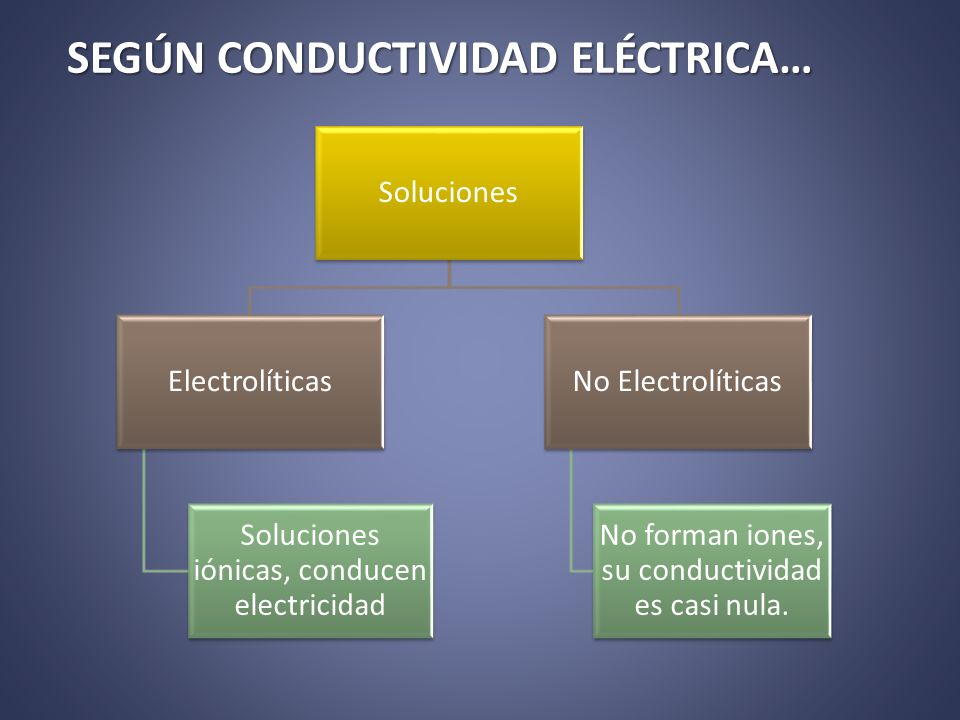 SEGÚN CONDUCTIVIDAD ELÉCTRICA...
Soluciones
Electrolíticas
No Electrolíticas
Soluciones
iónicas, conducen
electricidad
No forman iones,
su conductividad
es casi nula.